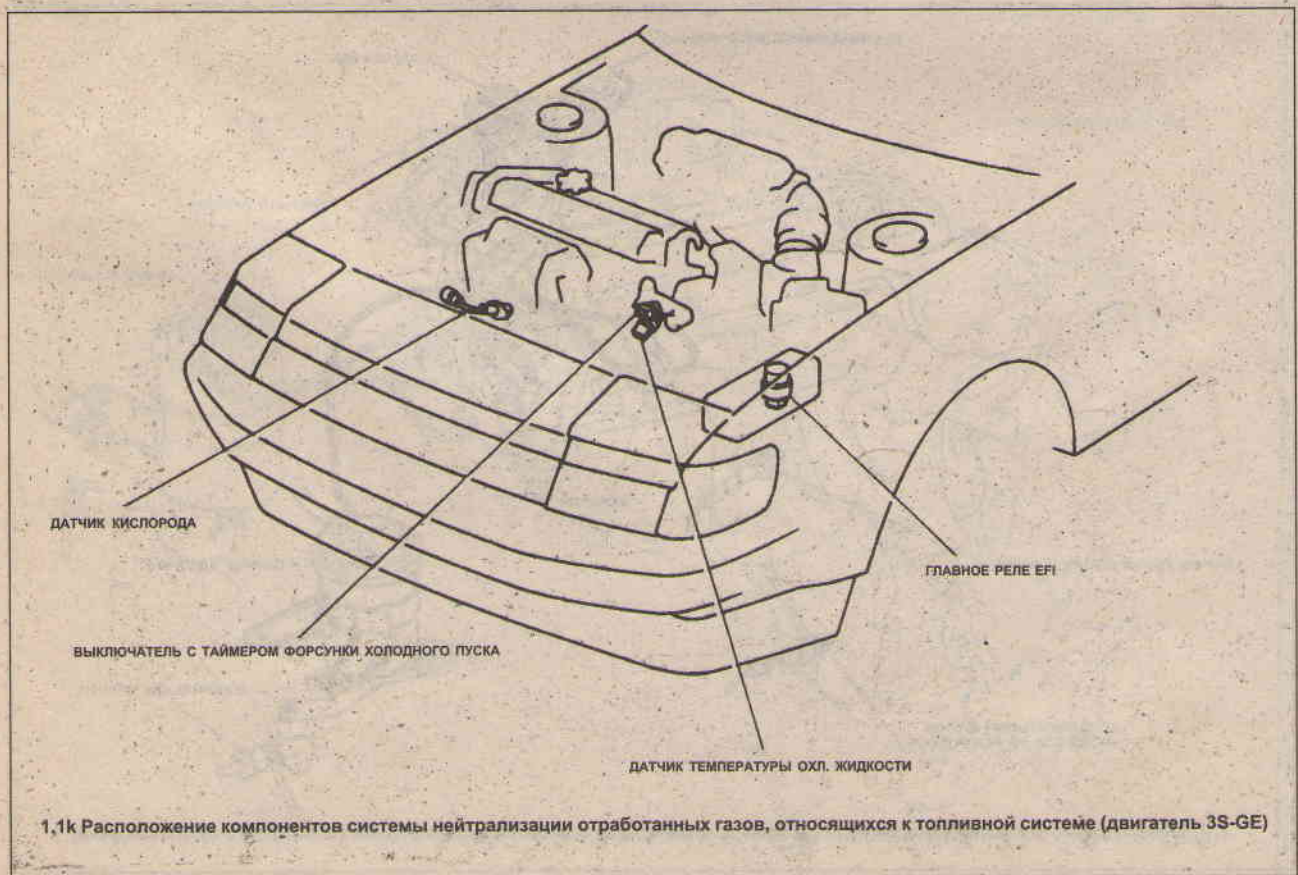 ДАТЧИК КИСЛОРОДА
ГЛАВНОЕ РЕЛЕ EFI
ВЫКЛЮЧАТЕЛЬ С ТАЙМЕРОМ ФОРСУНКИ ХОЛОДНОГО ПУСКА
ДАТЧИК ТЕМПЕРАТУРЫ ОХЛ. ЖИДКОСТИ
1,1k Расположение компонентов системы нейтрализации отработанных газов, относящихся к топливной системе (двигатель 3S-GE)